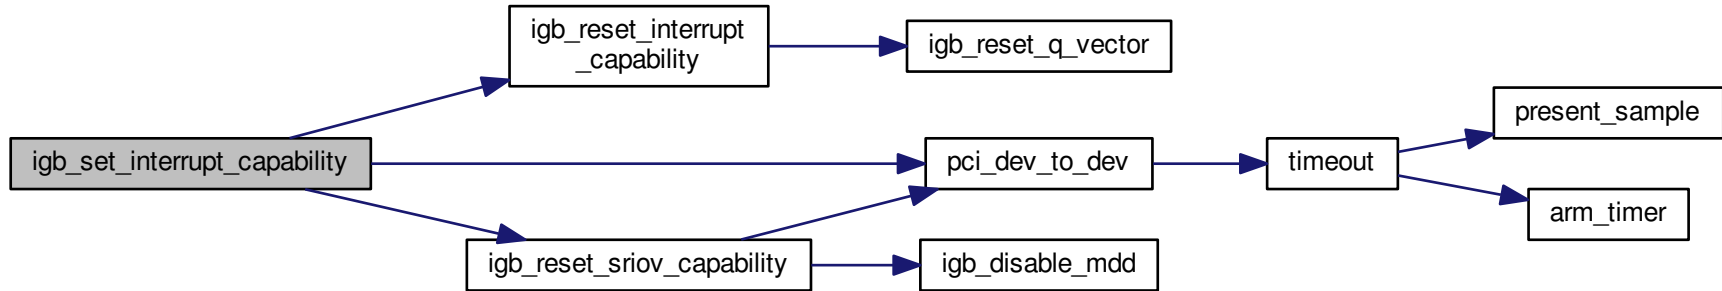 igb_set_interrupt_capability
igb_reset_interrupt
_capability
igb_reset_q_vector
pci_dev_to_dev
igb_reset_sriov_capability
igb_disable_mdd
timeout
present_sample
arm_timer